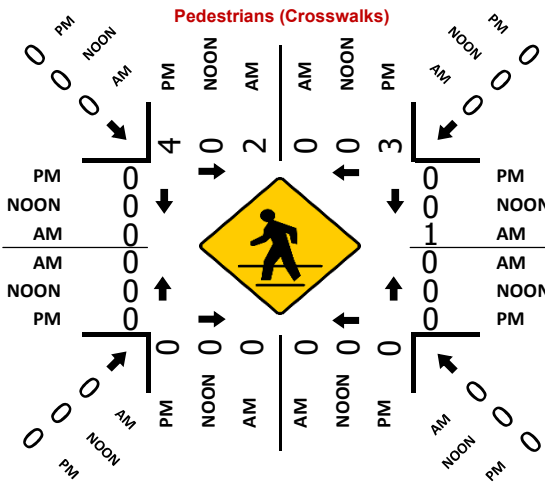 Pedestrians (Crosswalks)
0 PM
0 NOON
0 AM
PM NOON AM AM NOON PM
0 PM
0 NOON
0 AM
4 0 2 0 0 3
PM 0 0 PM
NOON 0 0 NOON
AM 0 1 AM
AM 0 0 AM
NOON 0 0 NOON
PM 0 0 PM
0 0 0 0 0 0
PM NOON AM AM NOON PM
0 AM
0 NOON
0 PM
AM 0
NOON 0
PM 0